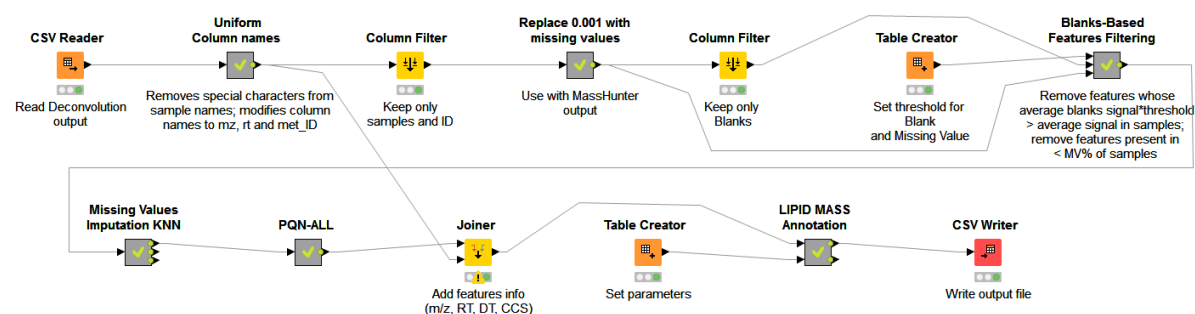 CSV Reader
Read Deconvolution
output
Uniform
Column names
Removes special characters from
sample names; modifies column
names to mz, rt and met_ID
Column Filter
Keep only
samples and ID
Replace 0.001 with
missing values
Use with MassHunter
output
Column Filter
Keep only
Blanks
Table Creator
Set threshold for
Blank
and Missing Value
Blanks-Based
Features Filtering
Remove features whose
average blanks signal*threshold
> average signal in samples;
remove features present in
< MV% of samples
Missing Values
Imputation KNN
PQN-ALL
Joiner
Add features info
(m/z, RT, DT, CCS)
Table Creator
Set parameters
LIPID MASS
Annotation
CSV Writer
Write output file